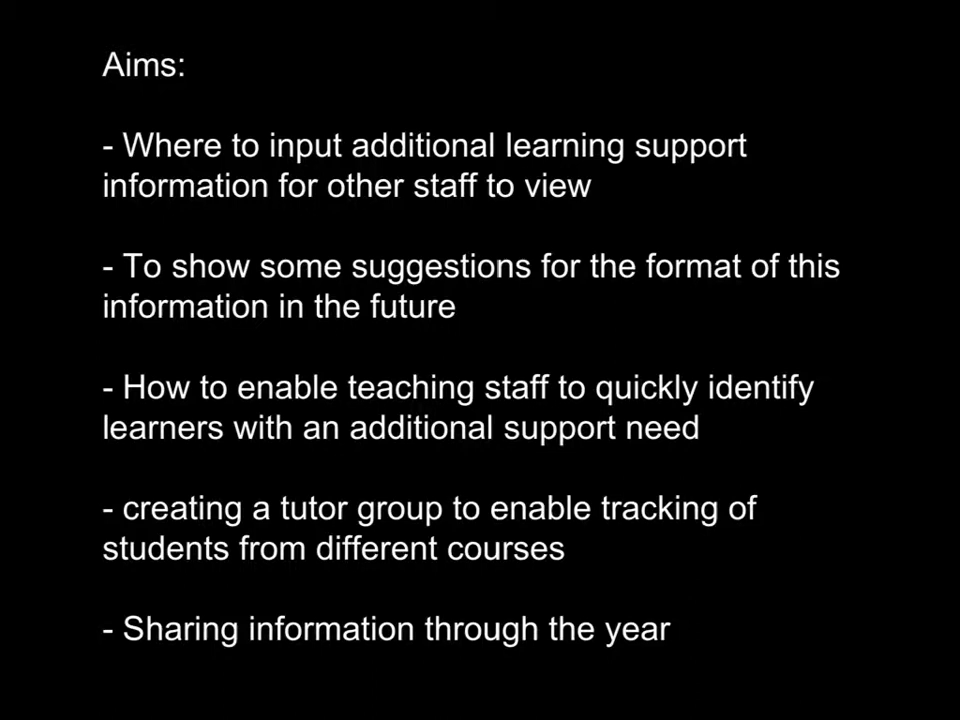 Aims:
- Where to input additional learning support
information for other staff to view
- To show some suggestions for the format of this
information in the future
- How to enable teaching staff to quickly identify
learners with an additional support need
- creating a tutor group to enable tracking of
students from different courses
- Sharing information through the year